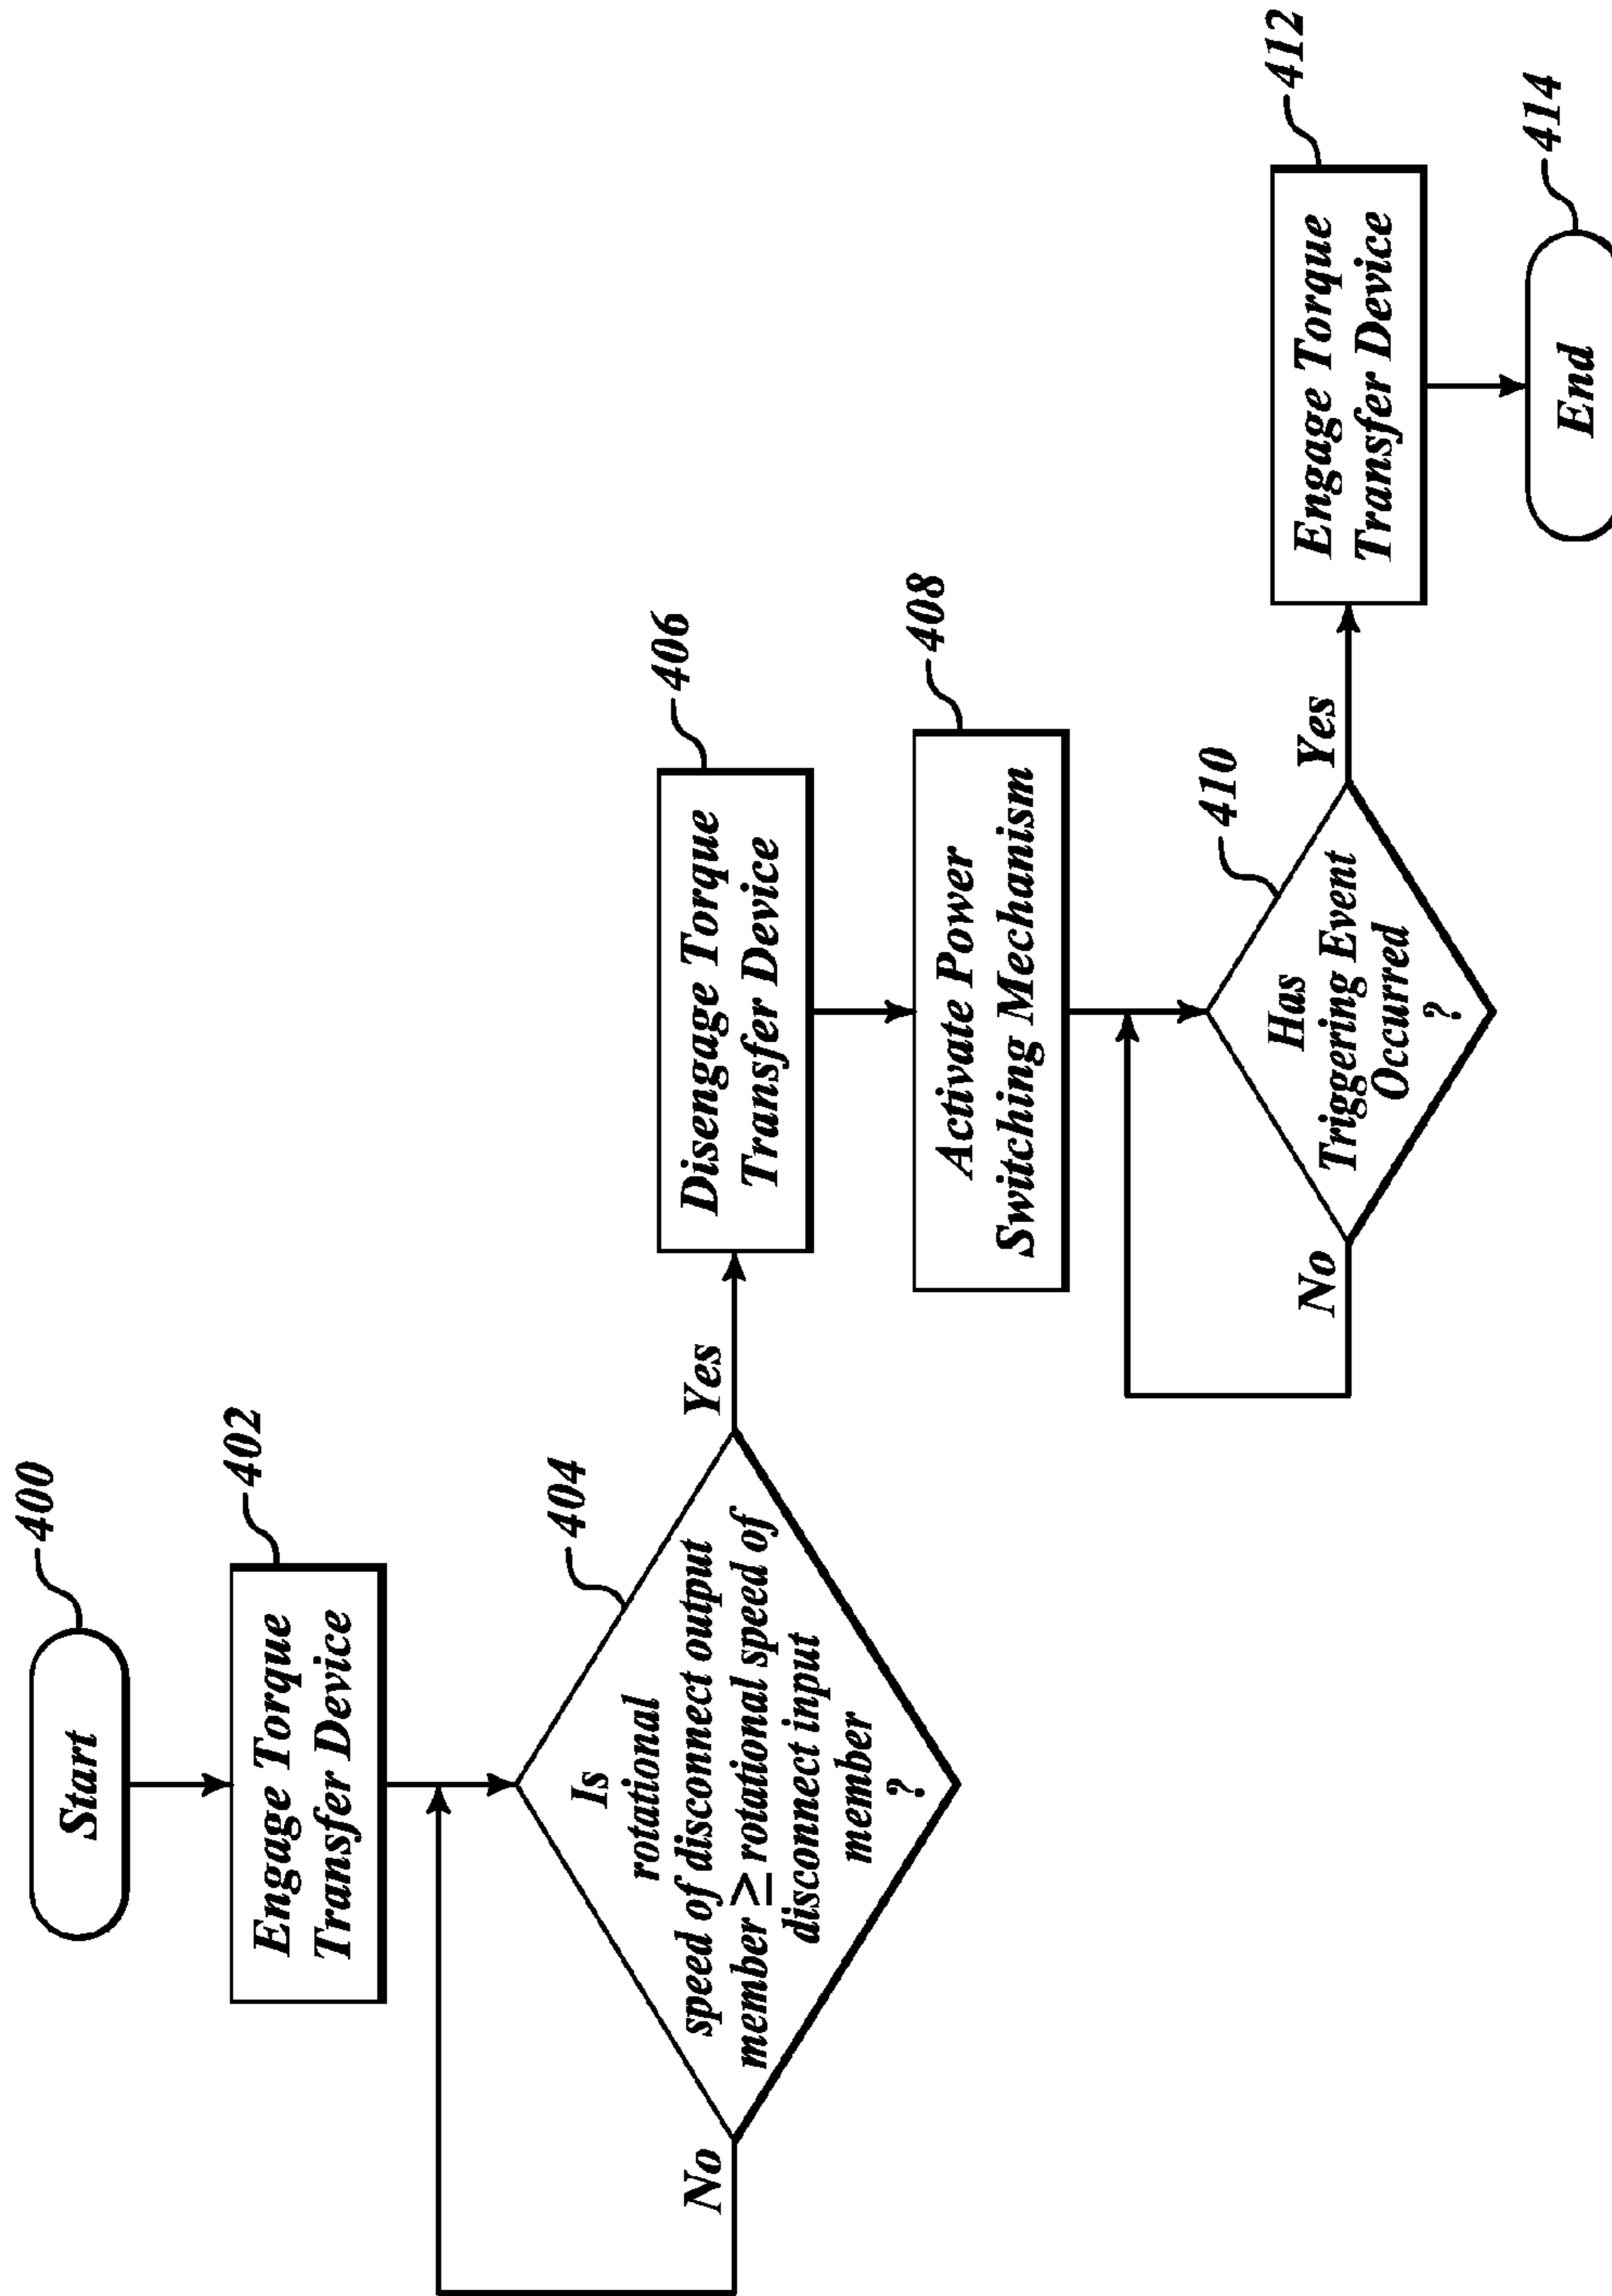 400
Start
402
Engage Torque
Transfer Device
404
Is
rotational
speed of disconnect output
member ≥ rotational speed of
disconnect input
member
?
No
Yes
406
Disengage Torque
Transfer Device
408
Activate Power
Switching Mechanism
410
Has
Triggering Event
Occurred
?
No
Yes
412
Engage Torque
Transfer Device
414
End